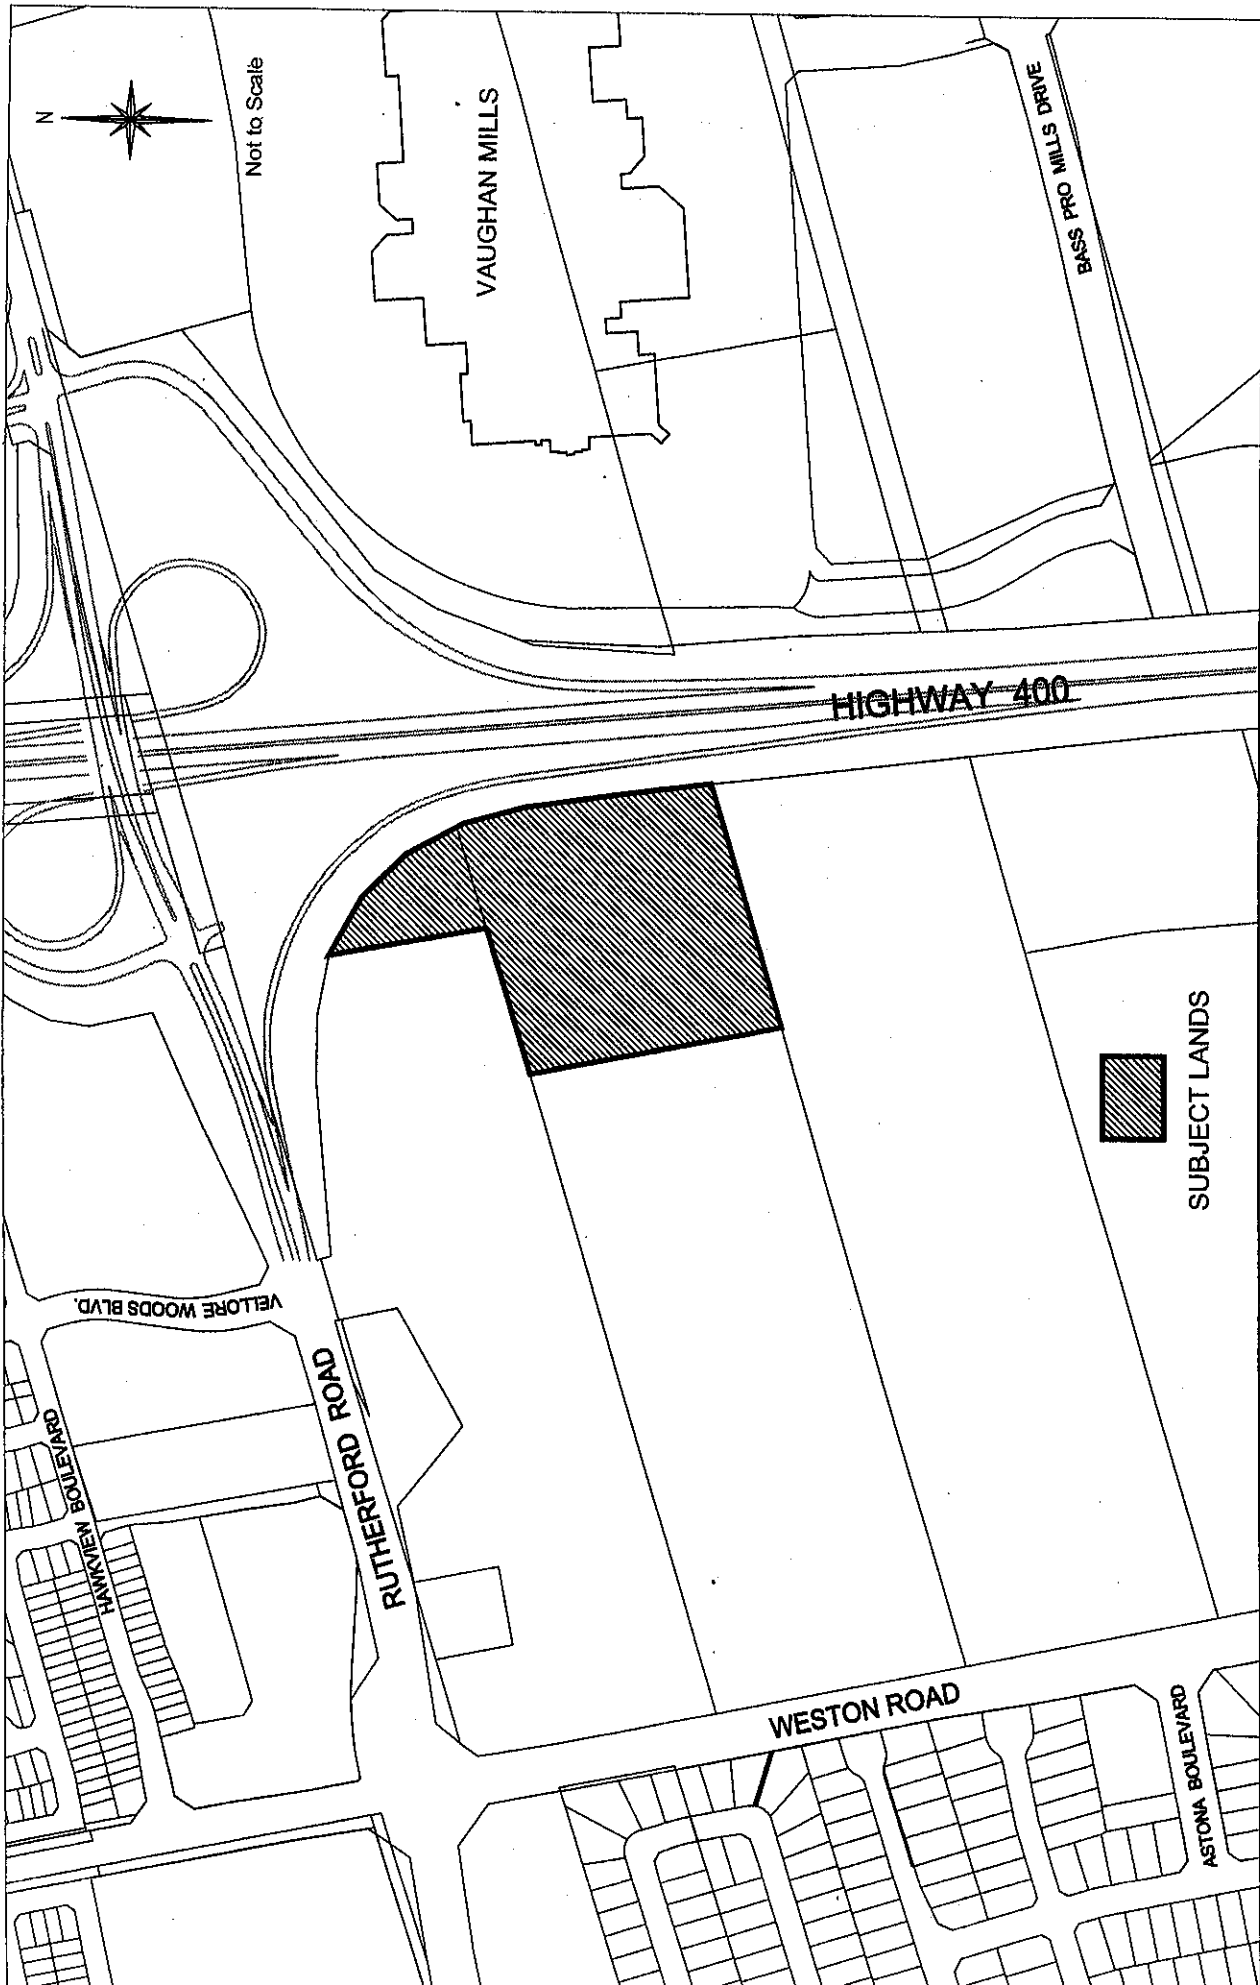 N
Not to Scale
VAUGHAN MILLS
BASS PRO MILLS DRIVE
HIGHWAY 400
VELLORE WOODS BLVD.
HAWKVIEW BOULEVARD
RUTHERFORD ROAD
SUBJECT LANDS
WESTON ROAD
ASTONA BOULEVARD